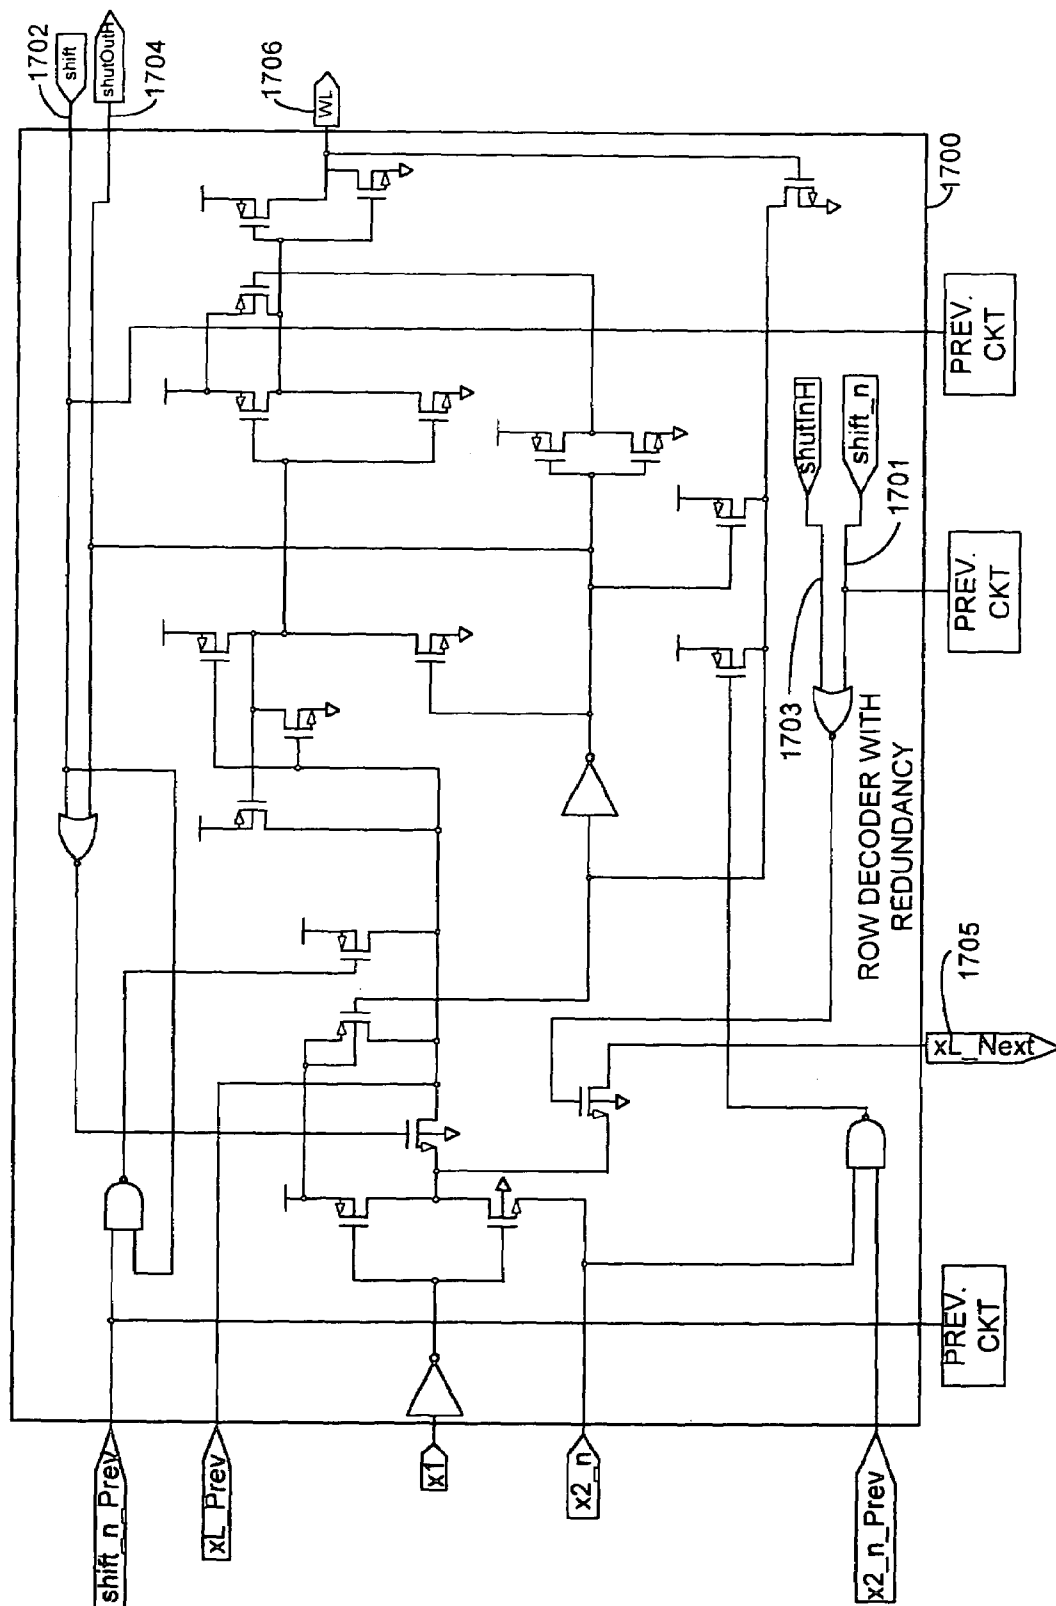 1702
shift
shutOutH
1704
1706
WL
1700
PREV.
CKT
shutInH
shift_n
1701
1703
PREV.
CKT
ROW DECODER WITH
REDUNDANCY
1705
xL_Next
PREV.
CKT
shift_n_Prev
xL_Prev
x1
x2_n
x2_n_Prev